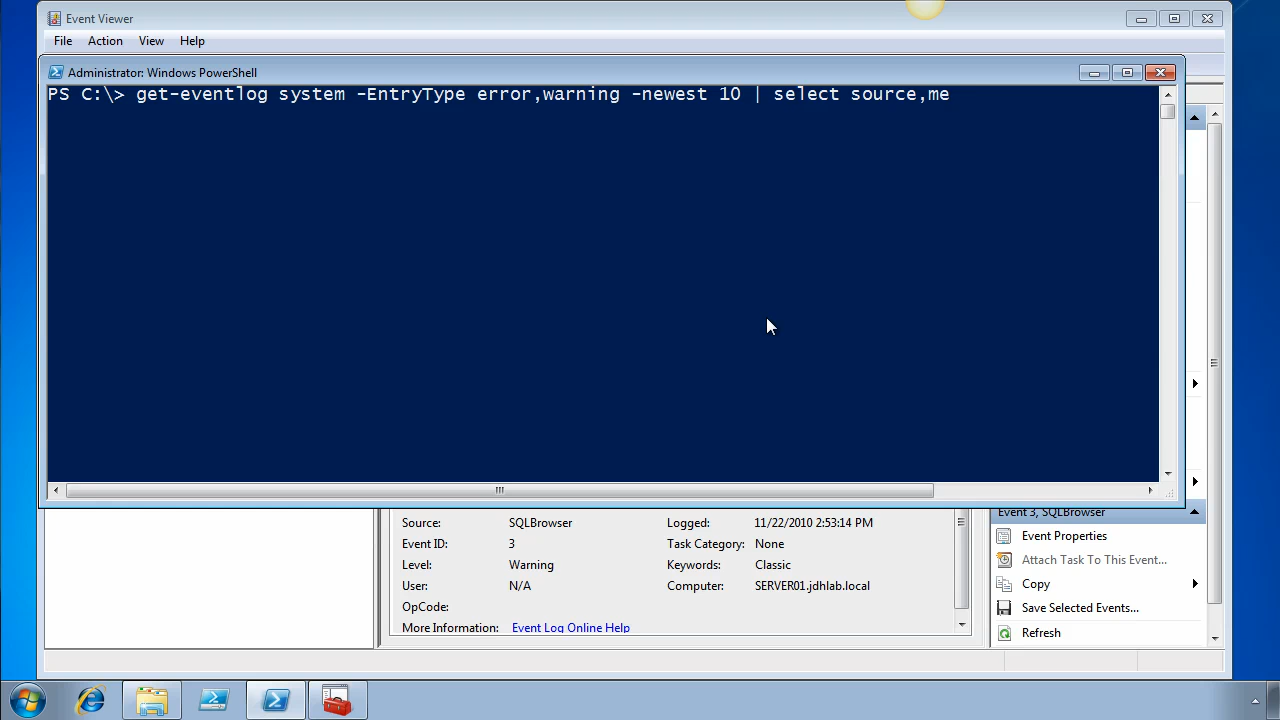 Event Viewer
File Action View Help
Administrator: Windows PowerShell
PS C:\> get-eventlog system -EntryType error,warning -newest 10 | select source,me
Source: SQLBrowser Logged: 11/22/2010 2:53:14 PM
Event ID: 3 Task Category: None
Level: Warning Keywords: Classic
User: N/A Computer: SERVER01.jdhlab.local
OpCode:
More Information: Event Log Online Help
Event 3, SQLBrowser
Event Properties
Attach Task To This Event...
Copy
Save Selected Events...
Refresh